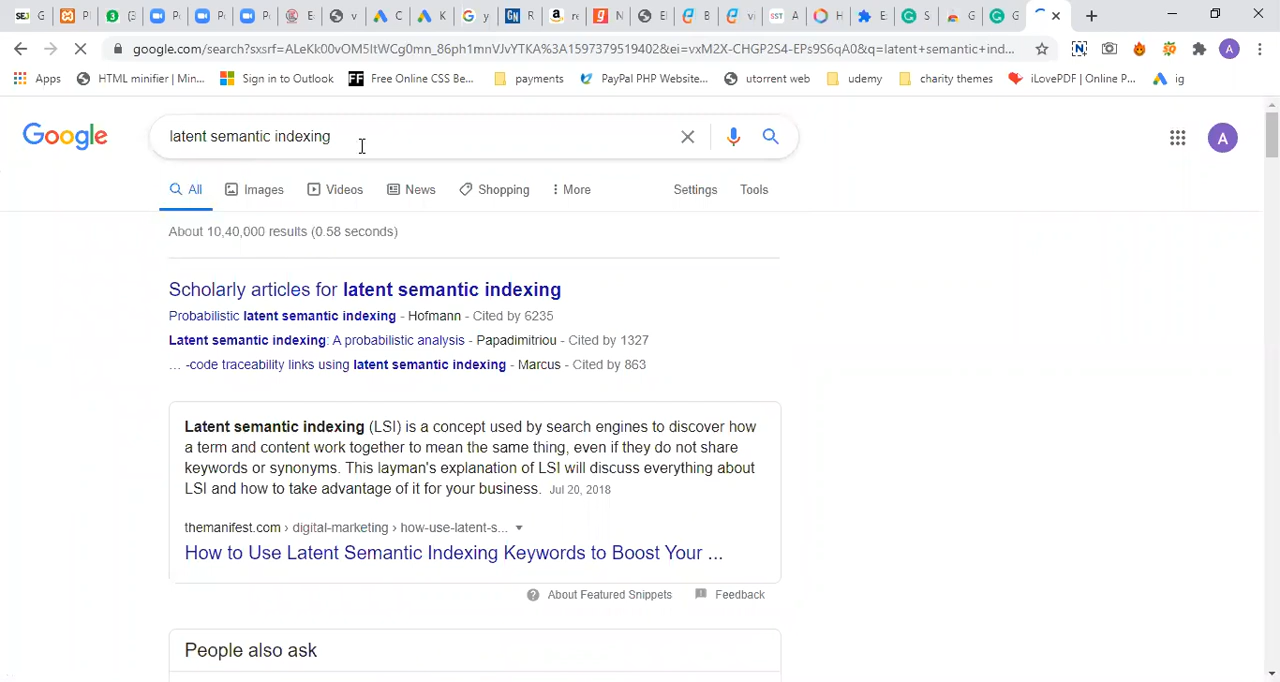 SEJ G P (3 P P P E v C K y GN R a re g N E B v SST A H E S G G
google.com/search?sxsrf=ALeKk00vOM5ltWCg0mn_86ph1mnVJvYTKA%3A1597379519402&ei=vxM2X-CHGP2S4-EPs9S6qA0&q=latent+semantic+ind... A
Apps HTML minifier | Min... Sign in to Outlook FF Free Online CSS Be... payments PayPal PHP Website... utorrent web udemy charity themes iLovePDF | Online P... ig
Google latent semantic indexing A
All Images Videos News Shopping More Settings Tools
About 10,40,000 results (0.58 seconds)
Scholarly articles for latent semantic indexing
Probabilistic latent semantic indexing - Hofmann - Cited by 6235
Latent semantic indexing: A probabilistic analysis - Papadimitriou - Cited by 1327
... -code traceability links using latent semantic indexing - Marcus - Cited by 863
Latent semantic indexing (LSI) is a concept used by search engines to discover how
a term and content work together to mean the same thing, even if they do not share
keywords or synonyms. This layman's explanation of LSI will discuss everything about
LSI and how to take advantage of it for your business. Jul 20, 2018
themanifest.com › digital-marketing › how-use-latent-s...
How to Use Latent Semantic Indexing Keywords to Boost Your ...
About Featured Snippets Feedback
People also ask